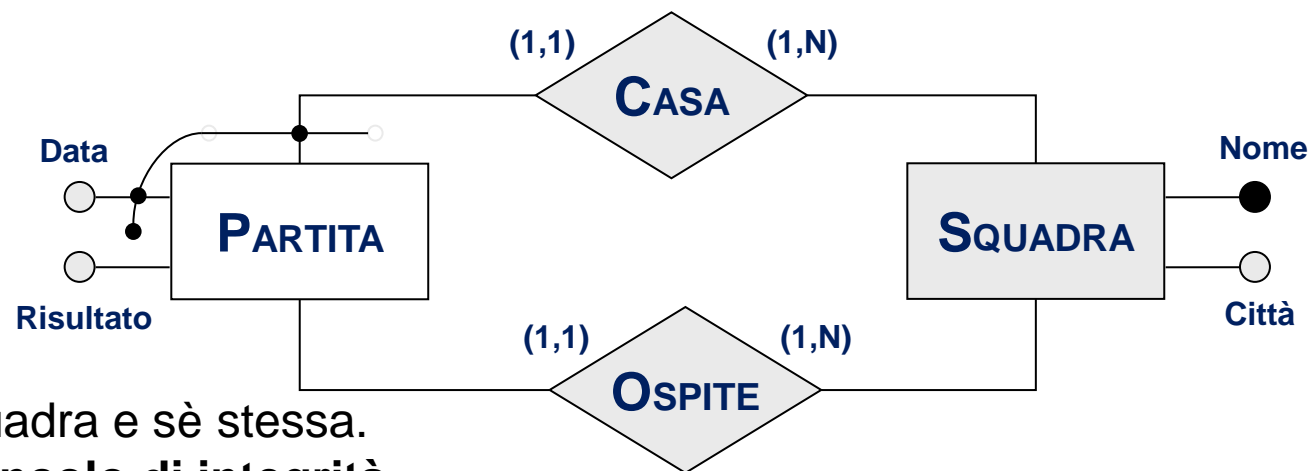 (1,1) (1,N)
CASA
Data
Nome
PARTITA
SQUADRA
Risultato
Città
(1,1) (1,N)
OSPITE
uadra e sè stessa.